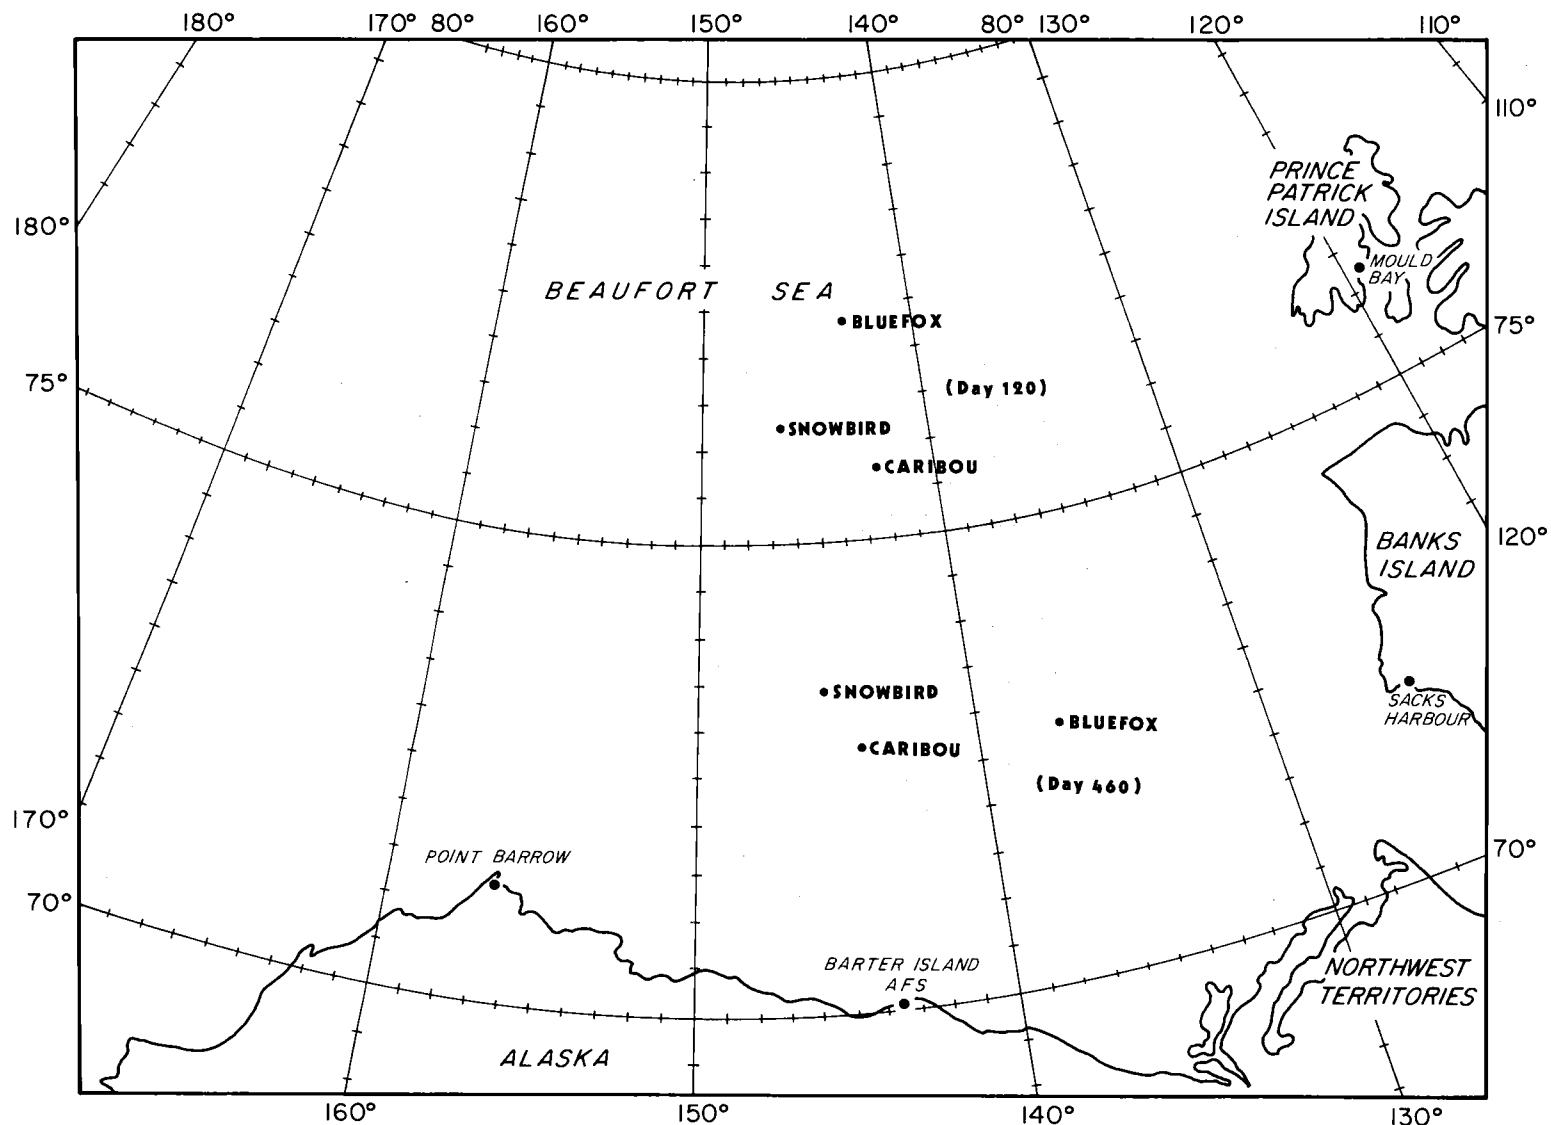 180° 170° 80° 160° 150° 140° 80° 130° 120° 110°
110°
PRINCE
PATRICK
ISLAND
180°
MOULD
BAY
BEAUFORT SEA
BLUEFOX
75°
75°
(Day 120)
SNOWBIRD
CARIBOU
120°
BANKS
ISLAND
SNOWBIRD
SACKS
HARBOUR
BLUEFOX
CARIBOU
(Day 460)
170°
POINT BARROW
70°
70°
BARTER ISLAND
AFS
NORTHWEST
TERRITORIES
ALASKA
160° 150° 140° 130°